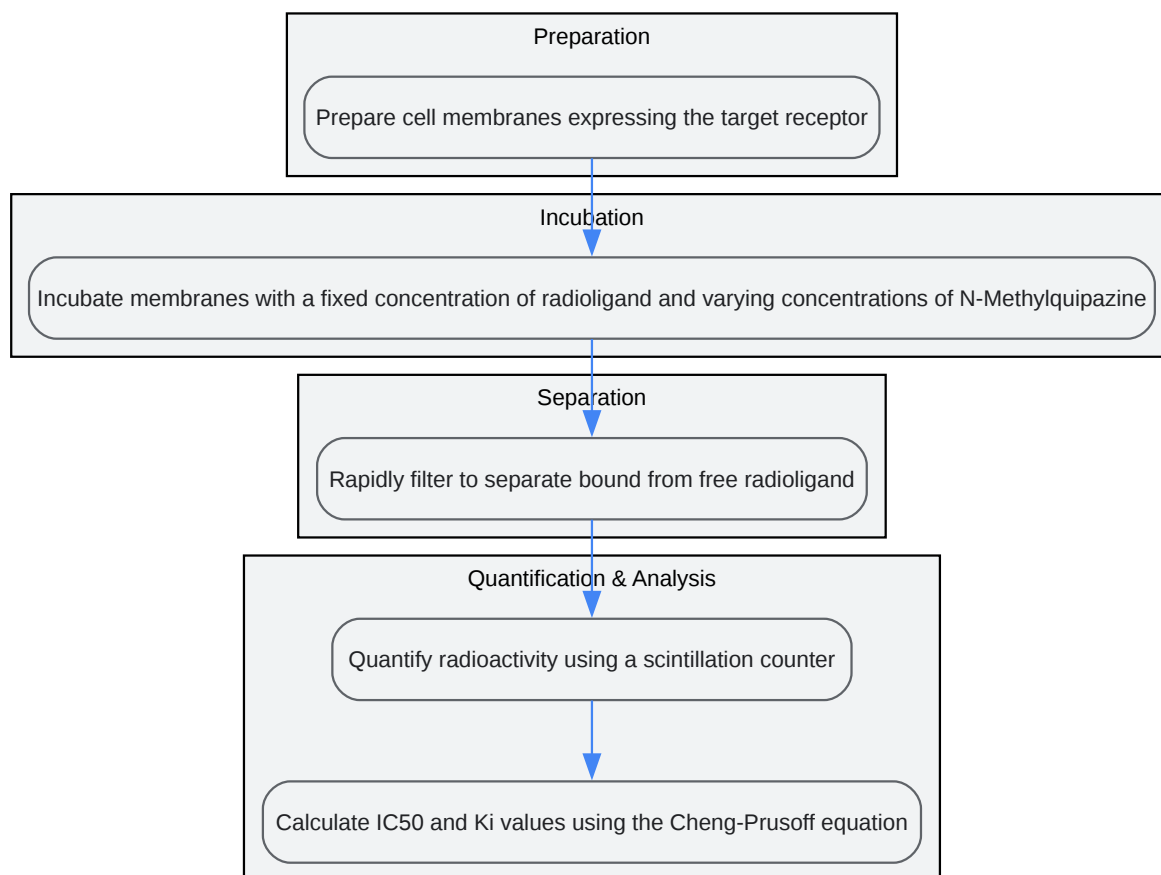 Preparation
Prepare cell membranes expressing the target receptor
Incubation
Incubate membranes with a fixed concentration of radioligand and varying concentrations of N-Methylquipazine
Separation
Rapidly filter to separate bound from free radioligand
Quantification & Analysis
Quantify radioactivity using a scintillation counter
Calculate IC50 and Ki values using the Cheng-Prusoff equation